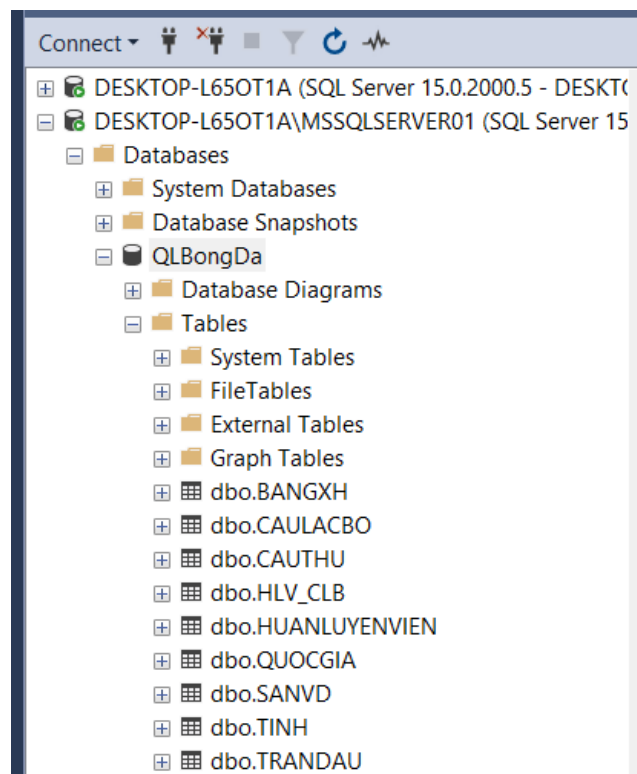 Connect
DESKTOP-L65OT1A (SQL Server 15.0.2000.5 - DESKT(
DESKTOP-L65OT1A\MSSQLSERVER01 (SQL Server 15
Databases
System Databases
Database Snapshots
QLBongDa
Database Diagrams
Tables
System Tables
FileTables
External Tables
Graph Tables
dbo.BANGXH
dbo.CAULACBO
dbo.CAUTHU
dbo.HLV_CLB
dbo.HUANLUYENVIEN
dbo.QUOCGIA
dbo.SANVD
dbo.TINH
dbo.TRANDAU